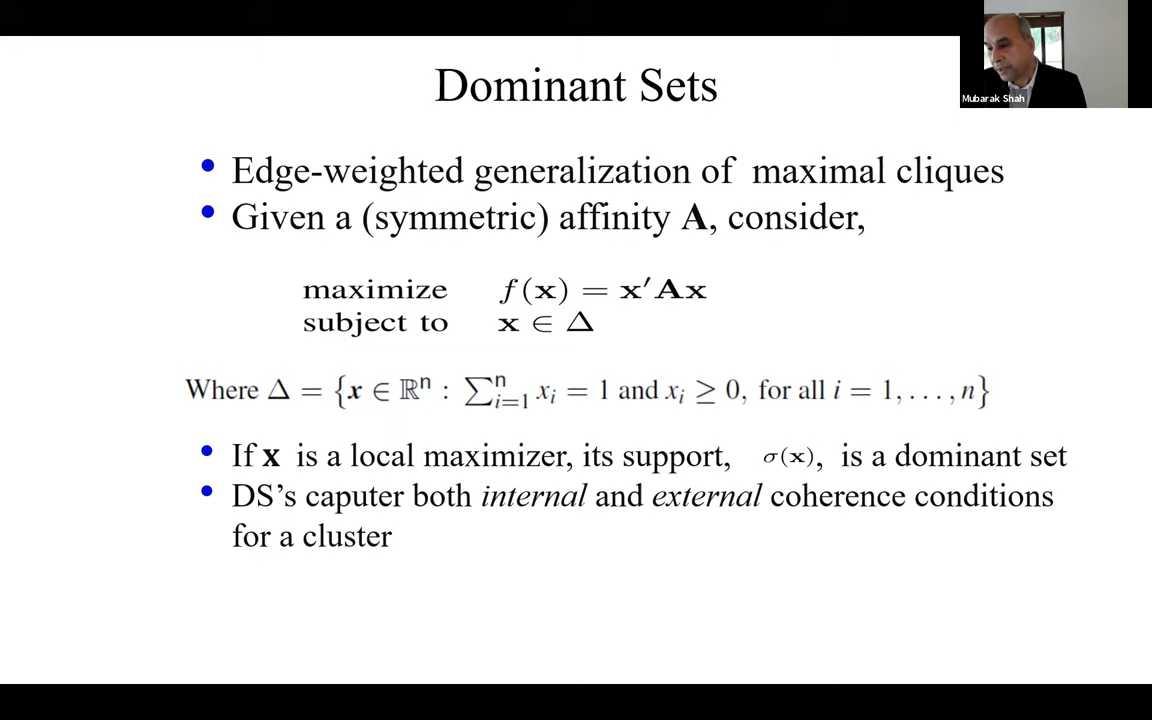 Dominant Sets
Mubarak Shah
• Edge-weighted generalization of maximal cliques
• Given a (symmetric) affinity A, consider,
maximize f(x) = x′Ax
subject to x ∈ Δ
Where Δ = {x ∈ ℝⁿ : ∑ⁿᵢ₌₁ xᵢ = 1 and xᵢ ≥ 0, for all i = 1, . . . , n}
• If x is a local maximizer, its support, σ(x), is a dominant set
• DS’s caputer both internal and external coherence conditions
for a cluster